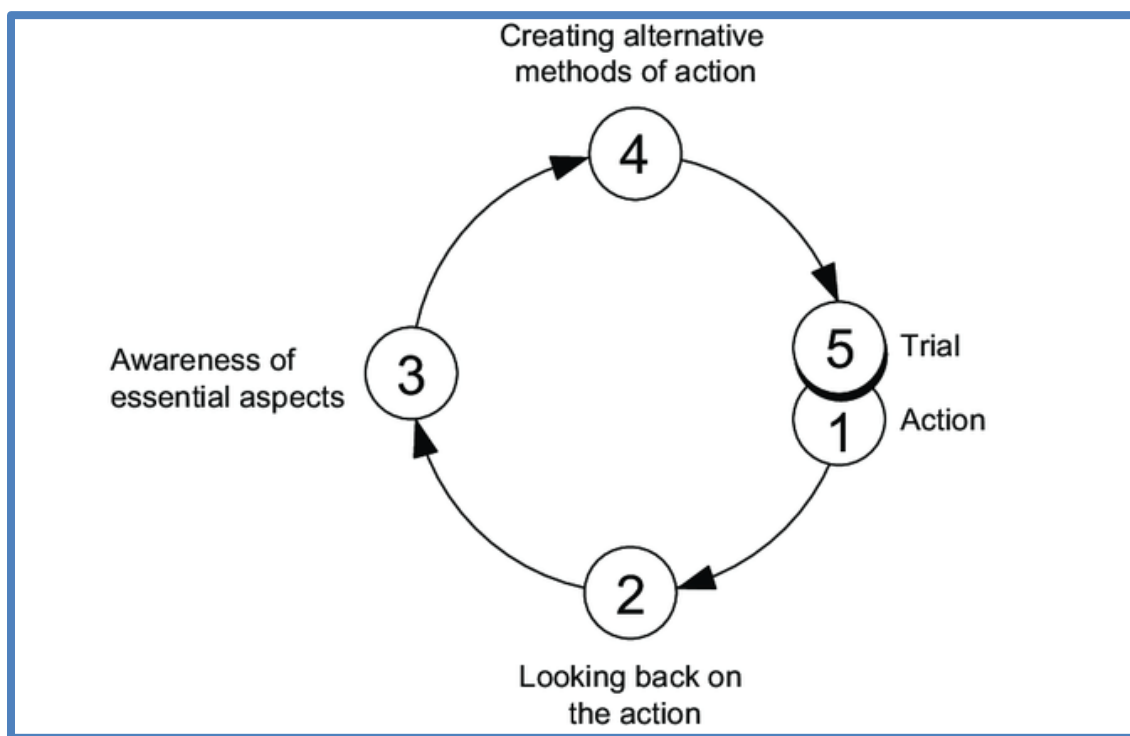 Creating alternative
methods of action
4
5
Trial
Awareness of
essential aspects
3
1
Action
2
Looking back on
the action